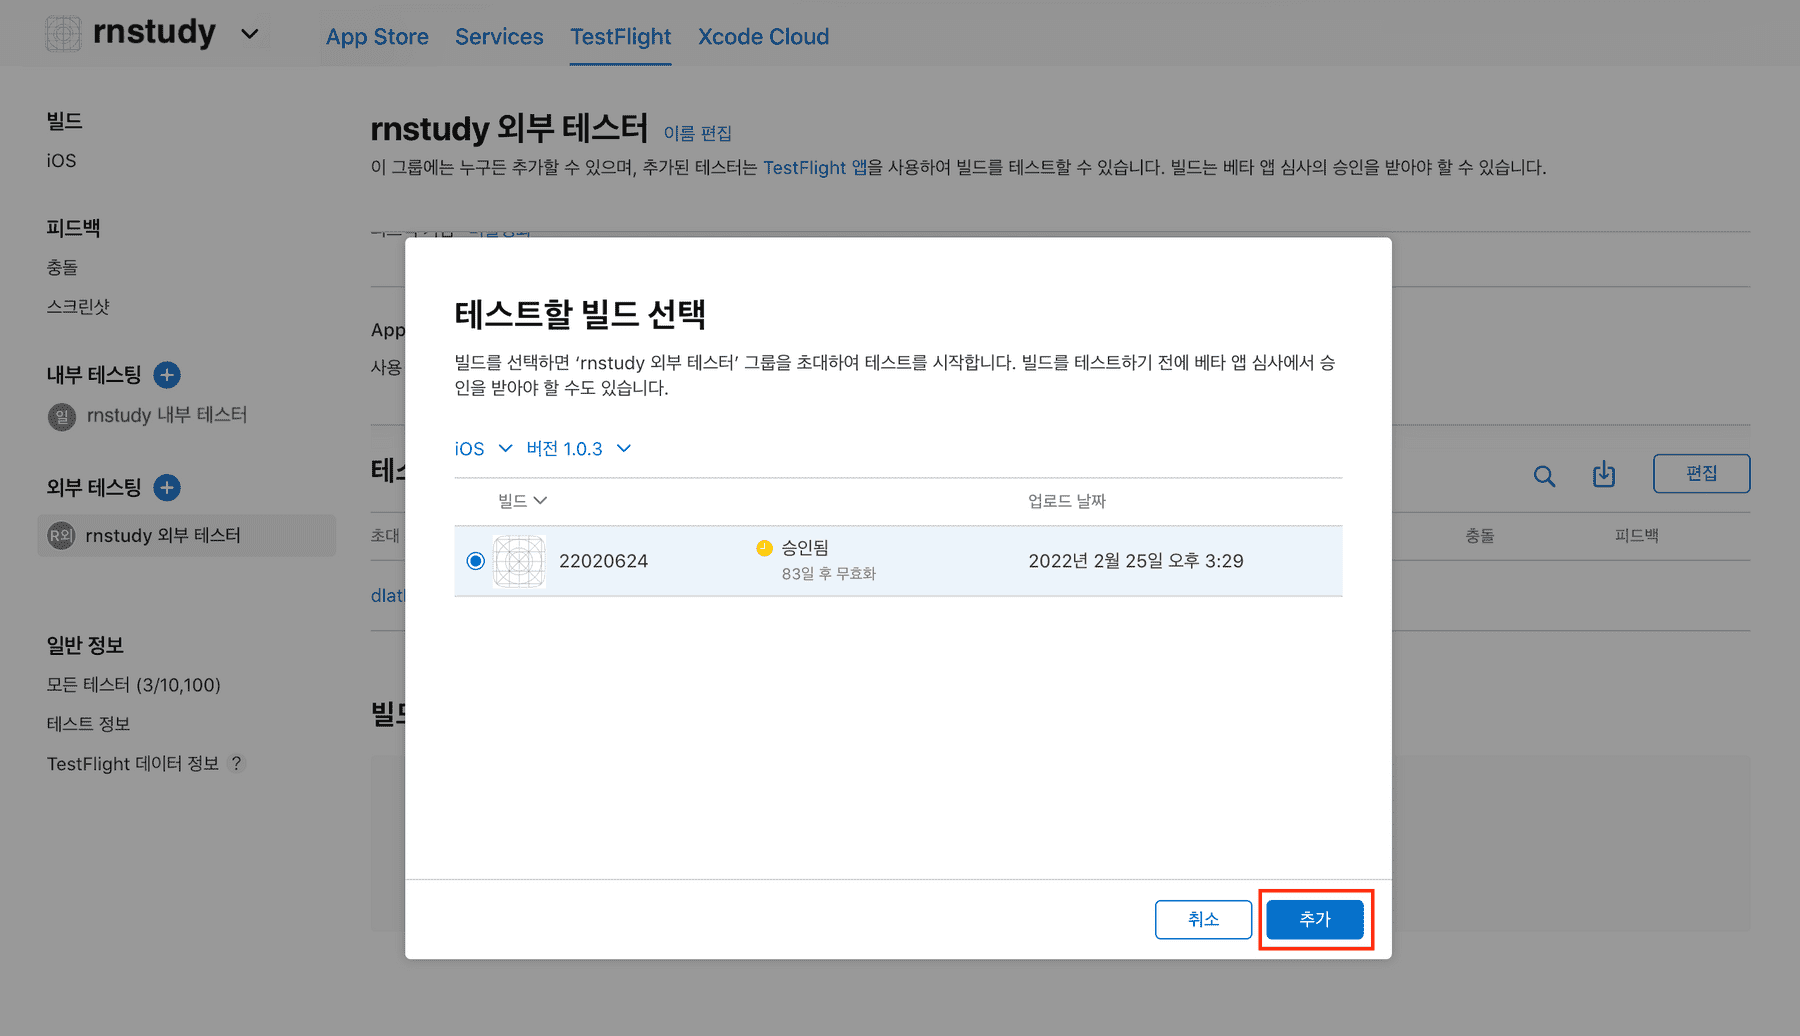 rnstudy
App Store Services TestFlight Xcode Cloud
빌드
iOS
피드백
충돌
스크린샷
내부 테스팅
일 rnstudy 내부 테스터
외부 테스팅
R외 rnstudy 외부 테스터
일반 정보
모든 테스터 (3/10,100)
테스트 정보
TestFlight 데이터 정보 ?
rnstudy 외부 테스터 이름 편집
이 그룹에는 누구든 추가할 수 있으며, 추가된 테스터는 TestFlight 앱을 사용하여 빌드를 테스트할 수 있습니다. 빌드는 베타 앱 심사의 승인을 받아야 할 수 있습니다.
App
사용
편집
초대 충돌 피드백
테스트할 빌드 선택
빌드를 선택하면 ‘rnstudy 외부 테스터’ 그룹을 초대하여 테스트를 시작합니다. 빌드를 테스트하기 전에 베타 앱 심사에서 승
인을 받아야 할 수도 있습니다.
iOS 버전 1.0.3
빌드 업로드 날짜
22020624 승인됨 2022년 2월 25일 오후 3:29
83일 후 무효화
취소 추가